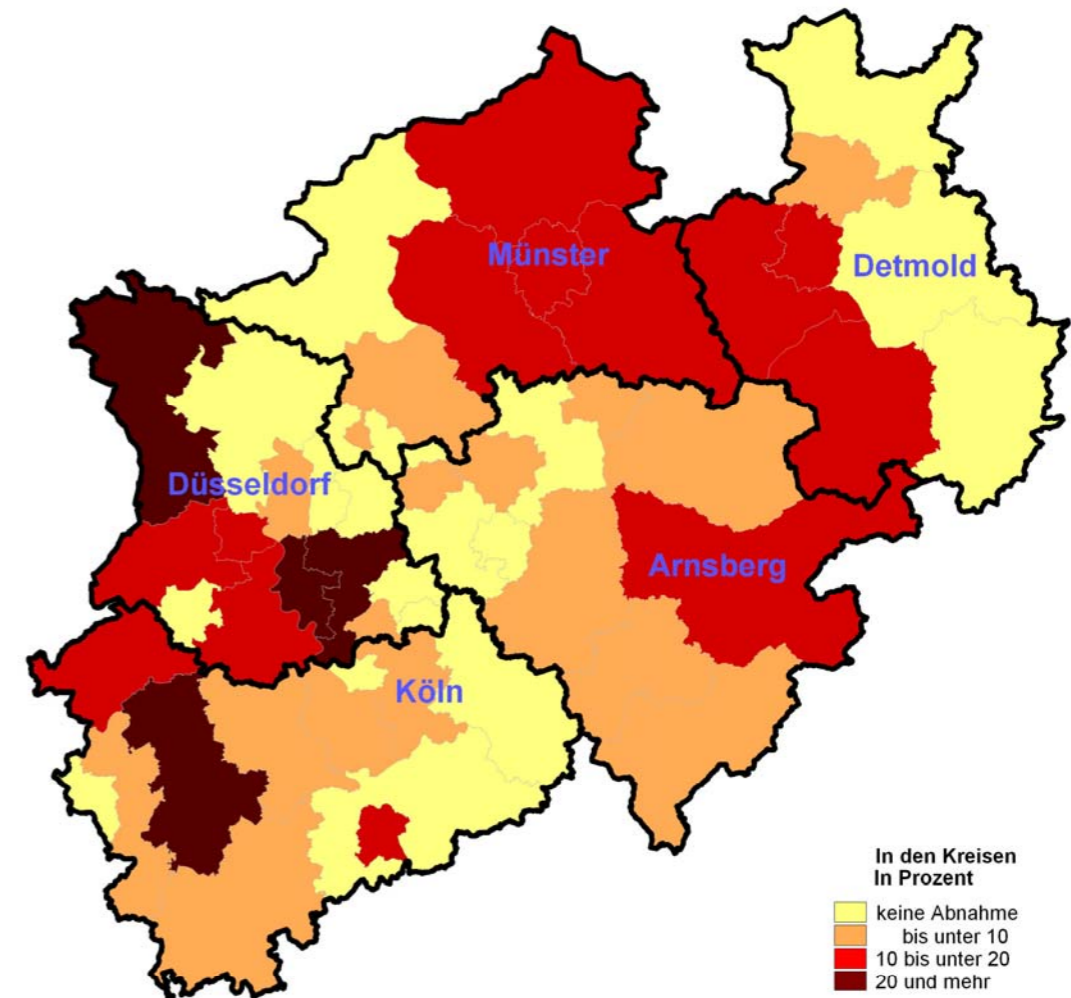 Münster
Detmold
Düsseldorf
Arnsberg
Köln
In den Kreisen
In Prozent
keine Abnahme
bis unter 10
10 bis unter 20
20 und mehr